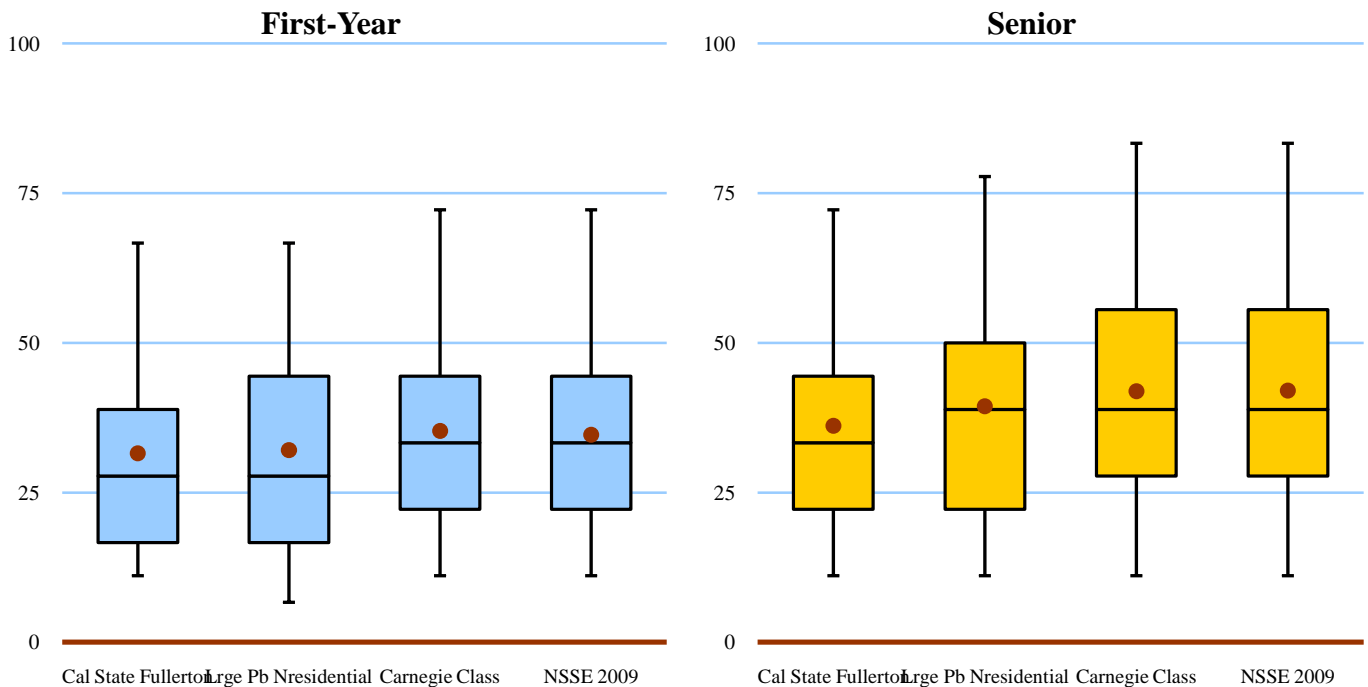 First-Year
100
75
50
25
0
Cal State Fullerton Lrge Pb Nresidential Carnegie Class NSSE 2009
Senior
100
75
50
25
0
Cal State Fullerton Lrge Pb Nresidential Carnegie Class NSSE 2009